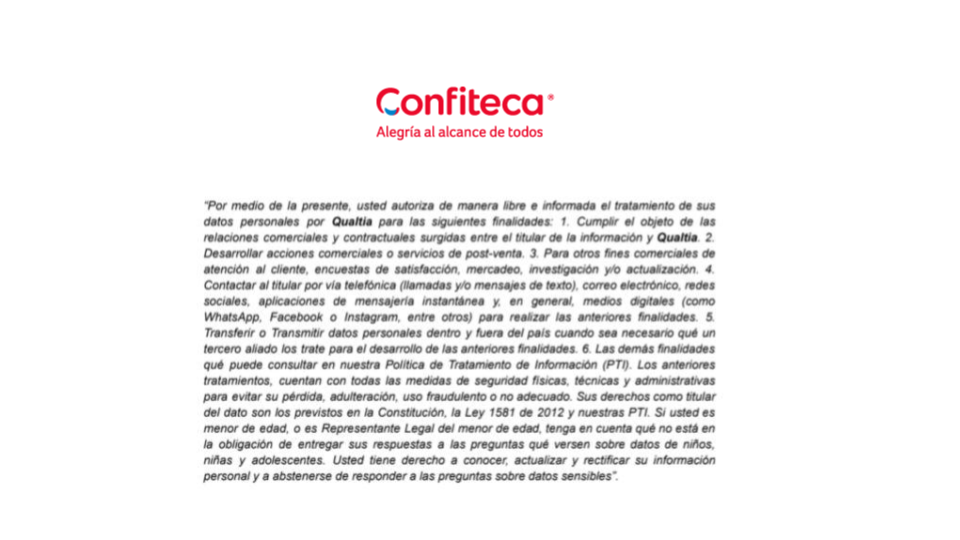 Confiteca®
Alegría al alcance de todos
"Por medio de la presente, usted autoriza de manera libre e informada el tratamiento de sus
datos personales por Qualtia para las siguientes finalidades: 1. Cumplir el objeto de las
relaciones comerciales y contractuales surgidas entre el titular de la información y Qualtia. 2.
Desarrollar acciones comerciales o servicios de post-venta. 3. Para otros fines comerciales de
atención al cliente, encuestas de satisfacción, mercadeo, investigación y/o actualización. 4.
Contactar al titular por vía telefónica (llamadas y/o mensajes de texto), correo electrónico, redes
sociales, aplicaciones de mensajería instantánea y, en general, medios digitales (como
WhatsApp, Facebook o Instagram, entre otros) para realizar las anteriores finalidades. 5.
Transferir o Transmitir datos personales dentro y fuera del país cuando sea necesario qué un
tercero aliado los trate para el desarrollo de las anteriores finalidades. 6. Las demás finalidades
qué puede consultar en nuestra Política de Tratamiento de Información (PTI). Los anteriores
tratamientos, cuentan con todas las medidas de seguridad físicas, técnicas y administrativas
para evitar su pérdida, adulteración, uso fraudulento o no adecuado. Sus derechos como titular
del dato son los previstos en la Constitución, la Ley 1581 de 2012 y nuestras PTI. Si usted es
menor de edad, o es Representante Legal del menor de edad, tenga en cuenta qué no está en
la obligación de entregar sus respuestas a las preguntas qué versen sobre datos de niños,
niñas y adolescentes. Usted tiene derecho a conocer, actualizar y rectificar su información
personal y a abstenerse de responder a las preguntas sobre datos sensibles".